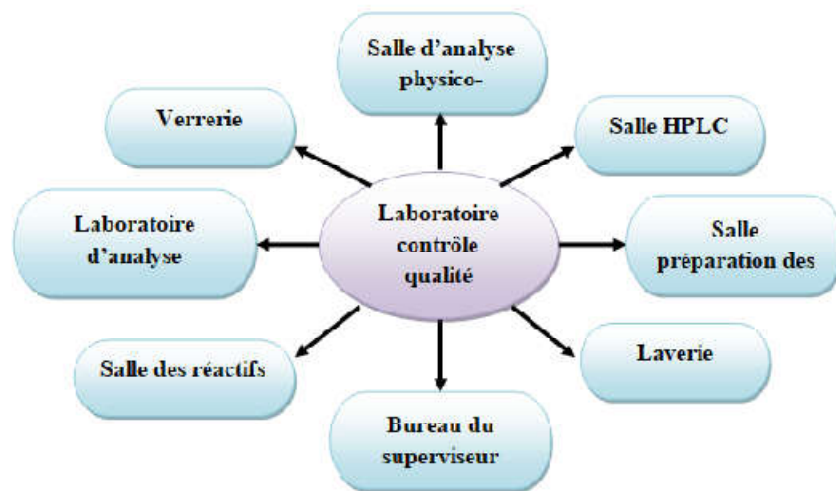 Salle d'analyse
physico-
Verrerie
Salle HPLC
Laboratoire
contrôle
qualité
Laboratoire
d'analyse
Salle
préparation des
Salle des réactifs
Laverie
Bureau du
superviseur